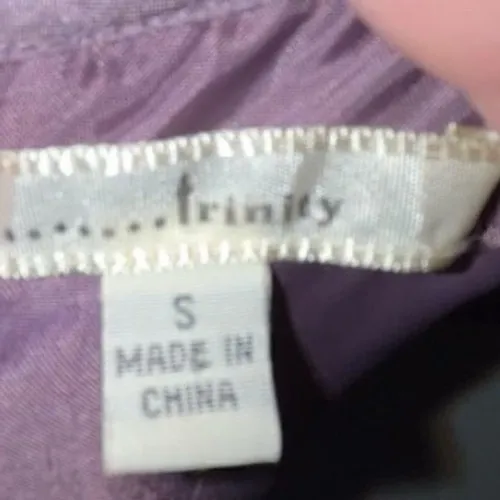 ........trinity
S
MADE IN
CHINA